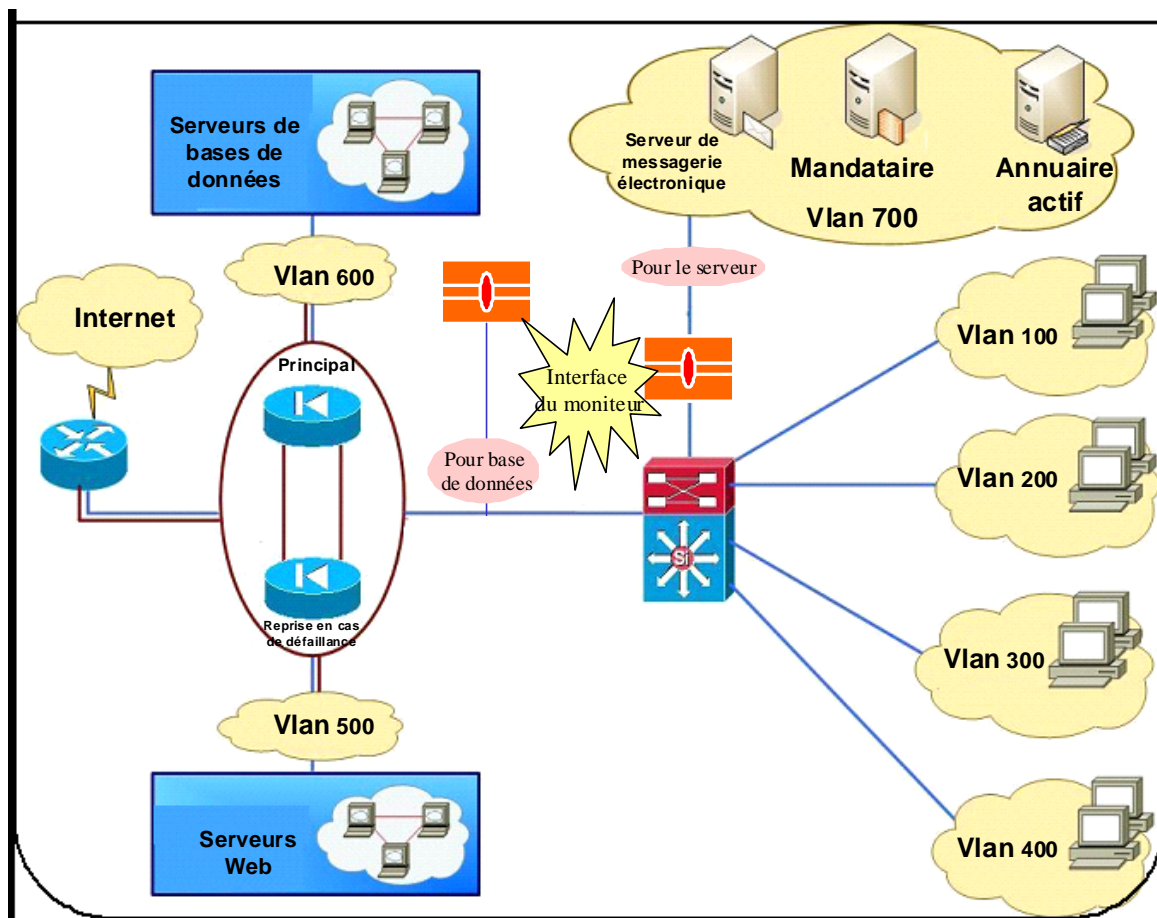 Serveurs de
bases de
données
Serveur de
messagerie
électronique
Mandataire
Annuaire
actif
Vlan 700
Vlan 600
Pour le serveur
Internet
Vlan 100
Principal
Interface
du moniteur
Pour base
de données
Vlan 200
Reprise en cas
de défaillance
Si
Vlan 300
Vlan 500
Serveurs
Web
Vlan 400